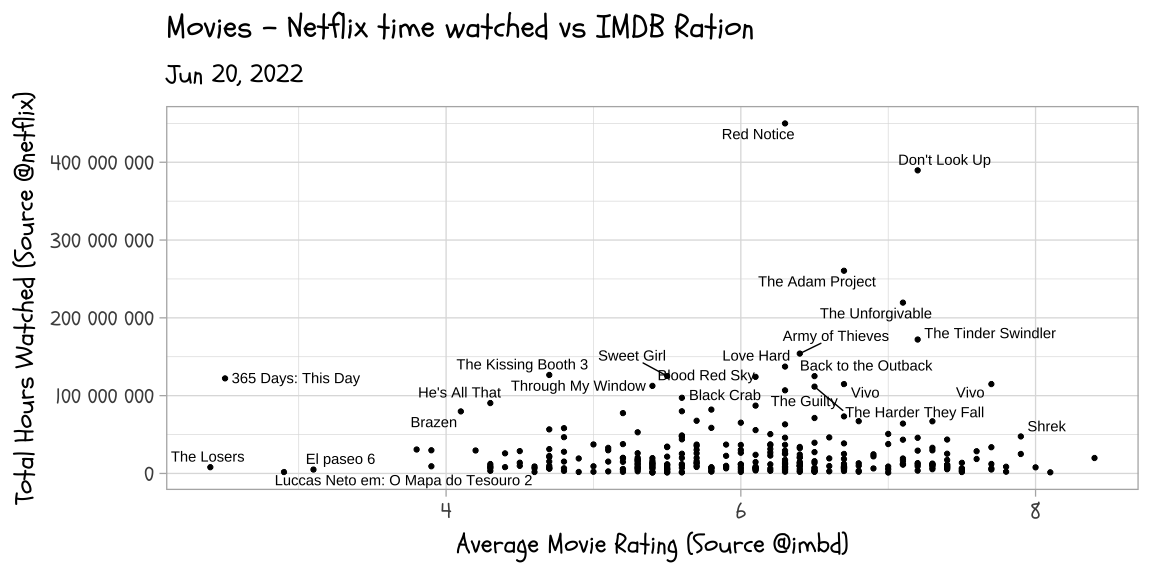 Movies - Netflix time watched vs IMDB Ration
Jun 20, 2022
Total Hours Watched (Source @netflix)
400 000 000
300 000 000
200 000 000
100 000 000
0
Red Notice
Don't Look Up
The Adam Project
The Unforgivable
The Tinder Swindler
Army of Thieves
Sweet Girl
Love Hard
The Kissing Booth 3
Back to the Outback
365 Days: This Day
Blood Red Sky
Through My Window
He's All That
Black Crab
Vivo
Vivo
The Guilty
The Harder They Fall
Brazen
Shrek
The Losers
El paseo 6
Luccas Neto em: O Mapa do Tesouro 2
4
6
8
Average Movie Rating (Source @imbd)